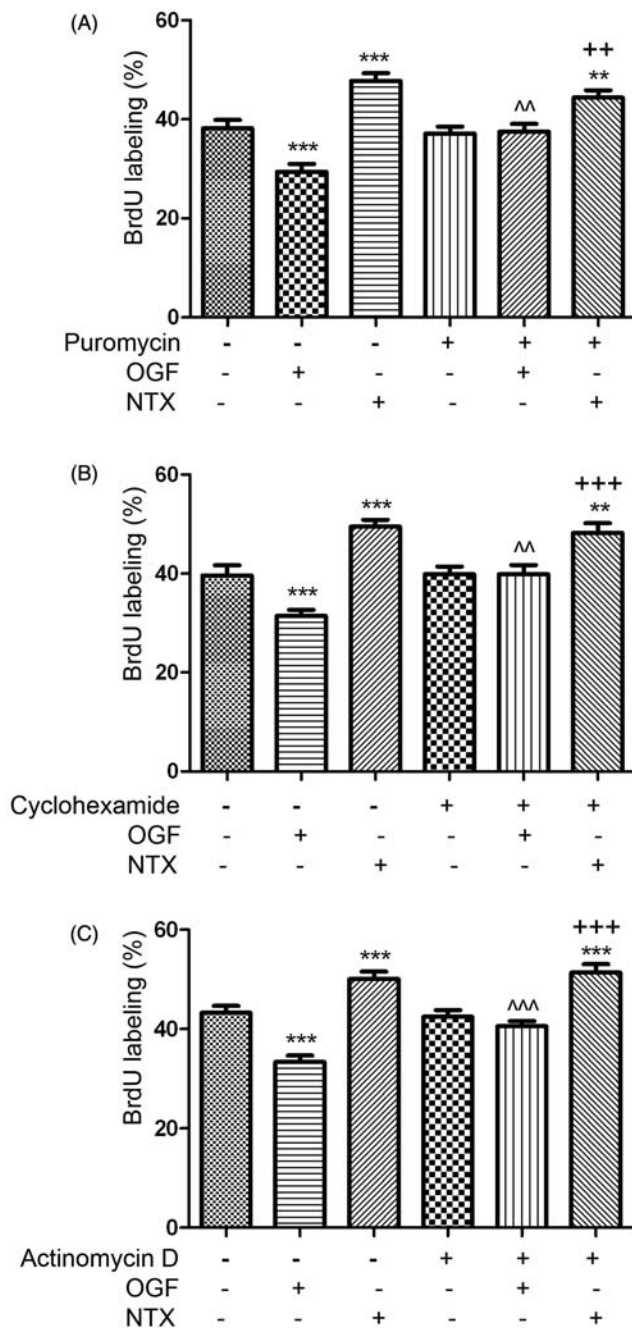 (A)
BrdU labeling (%)
60
40
20
0
***
***
^^
++
**
Puromycin - - - + + +
OGF - + - - + -
NTX - - + - - +
(B)
BrdU labeling (%)
60
40
20
0
***
***
^^
+++
**
Cyclohexamide - - - + + +
OGF - + - - + -
NTX - - + - - +
(C)
BrdU labeling (%)
60
40
20
0
***
***
^^^
+++
***
Actinomycin D - - - + + +
OGF - + - - + -
NTX - - + - - +